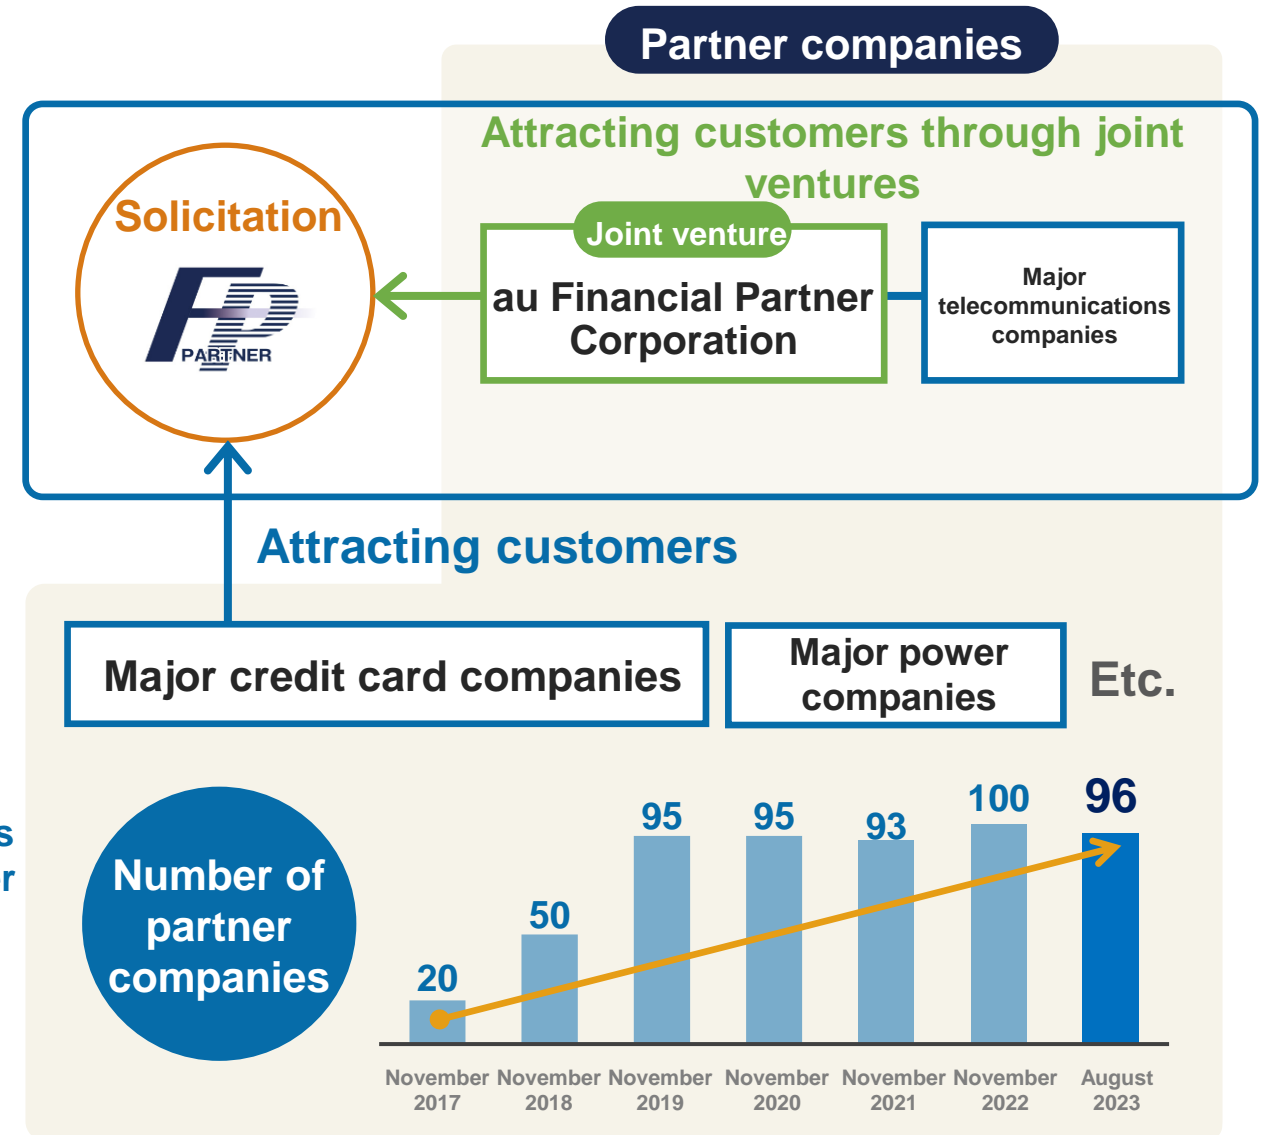 Partner companies
Attracting customers through joint
ventures
Solicitation
FP
PARTNER
Joint venture
au Financial Partner
Corporation
Major
telecommunications
companies
Attracting customers
Major credit card companies
Major power
companies
Etc.
Number of
partner
companies
20
50
95
95
93
100
96
November
2017
November
2018
November
2019
November
2020
November
2021
November
2022
August
2023